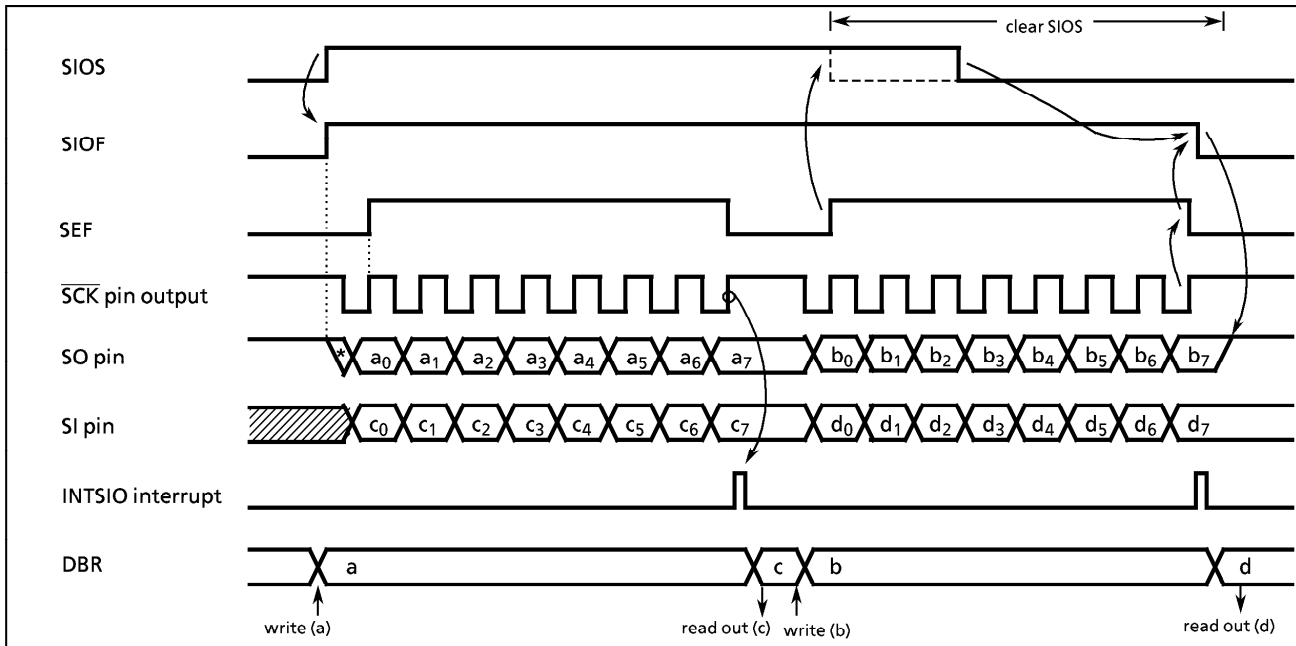 clear SIOS
SIOS
SIOF
SEF
S̅C̅K̅ pin output
SO pin * a₀ a₁ a₂ a₃ a₄ a₅ a₆ a₇ b₀ b₁ b₂ b₃ b₄ b₅ b₆ b₇
SI pin c₀ c₁ c₂ c₃ c₄ c₅ c₆ c₇ d₀ d₁ d₂ d₃ d₄ d₅ d₆ d₇
INTSIO interrupt
DBR a c b d
write (a) read out (c) write (b) read out (d)